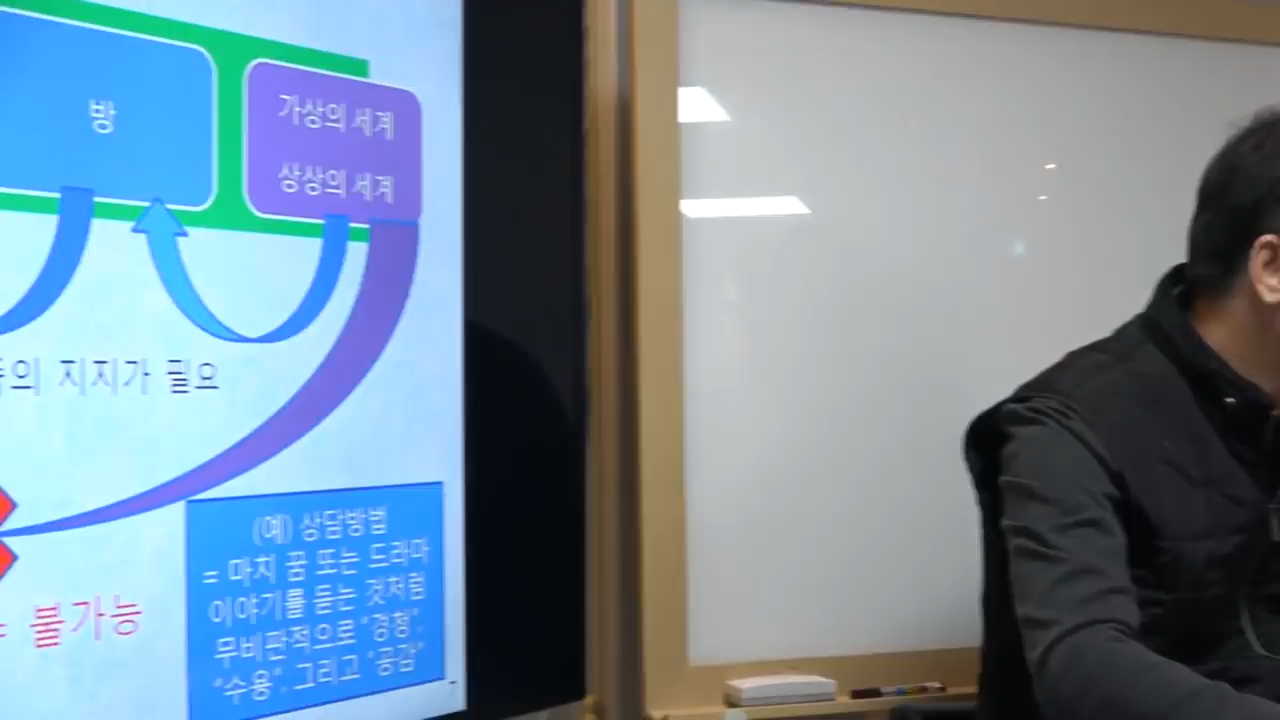 방
가상의 세계
상상의 세계
의 지지가 필요
불가능
(예) 상담방법
= 마치 꿈 또는 드라마
이야기를 듣는 것처럼
무비판적으로 "경청",
"수용", 그리고 "공감"